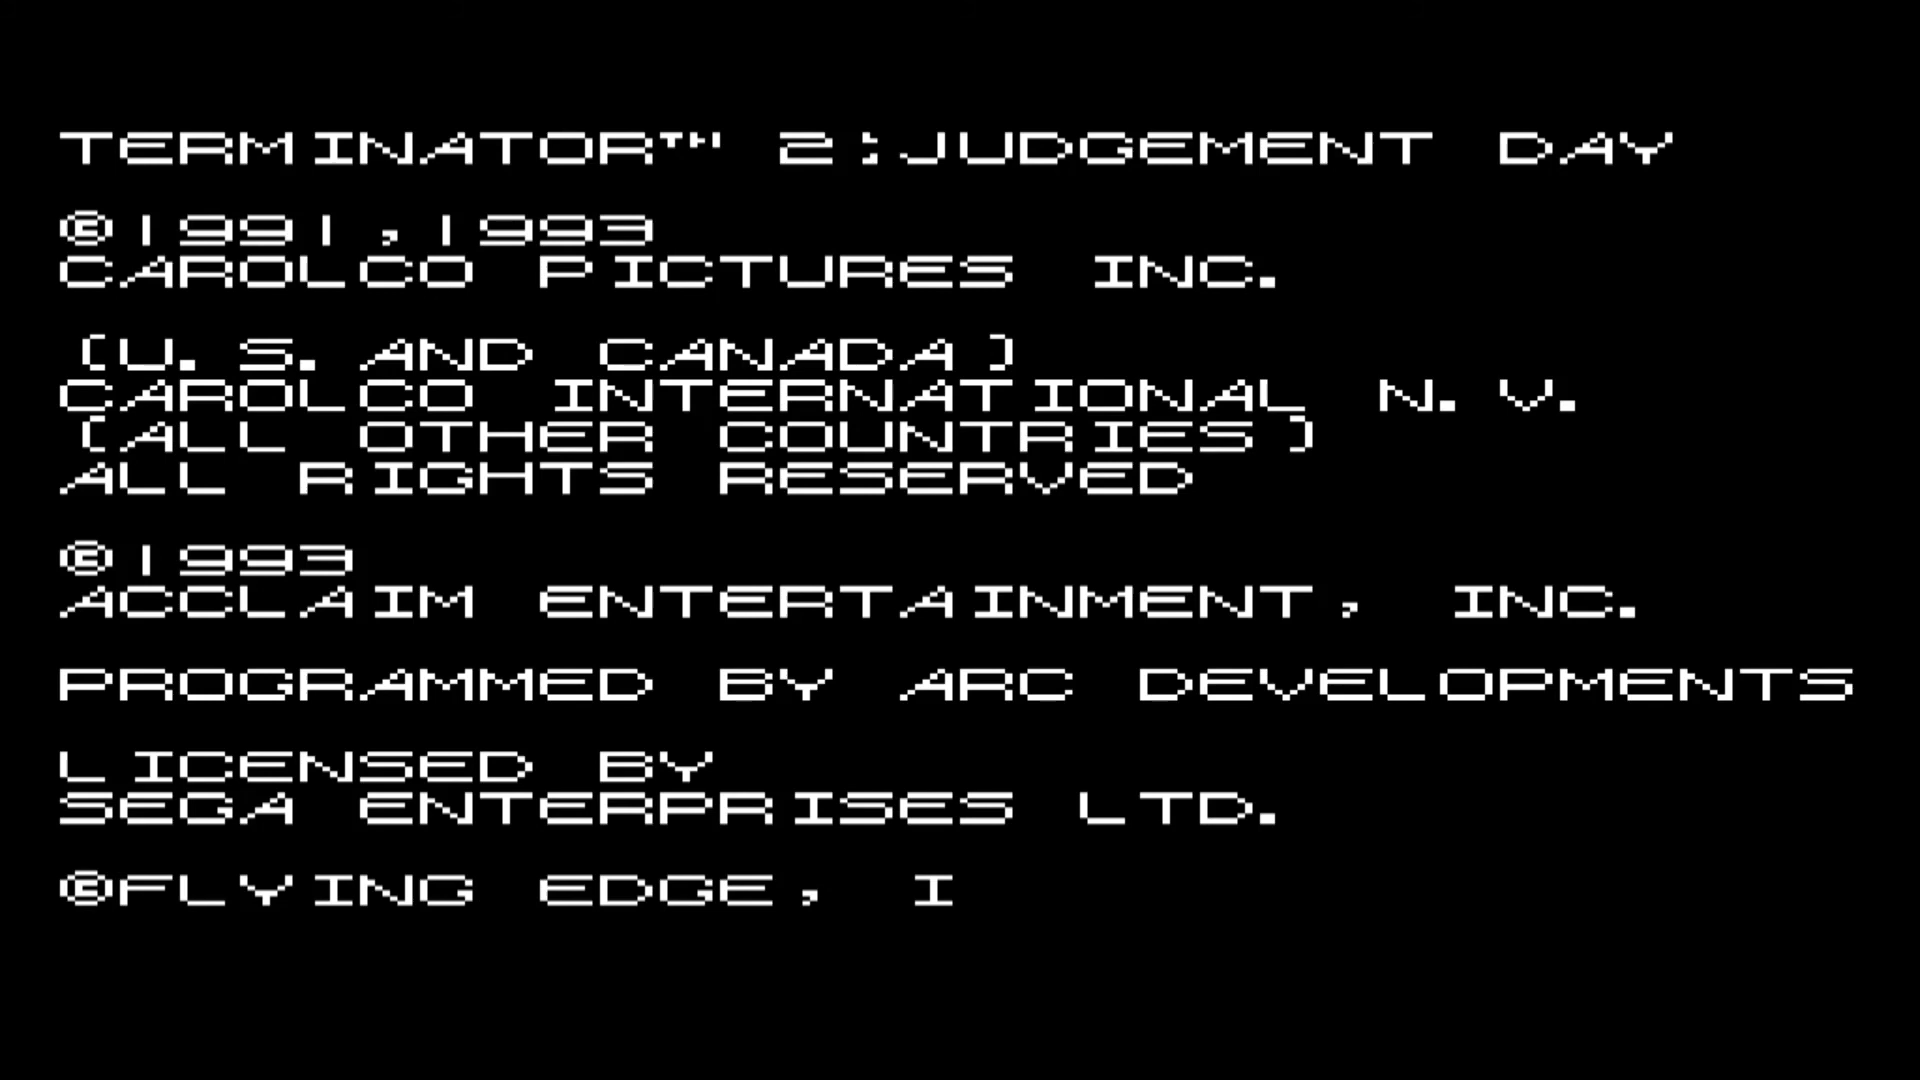 TERMINATOR™ 2:JUDGEMENT DAY
©1991,1993
CAROLCO PICTURES INC.
(U.S.AND CANADA)
CAROLCO INTERNATIONAL N.V.
(ALL OTHER COUNTRIES)
ALL RIGHTS RESERVED
©1993
ACCLAIM ENTERTAINMENT, INC.
PROGRAMMED BY ARC DEVELOPMENTS
LICENSED BY
SEGA ENTERPRISES LTD.
©FLYING EDGE, I